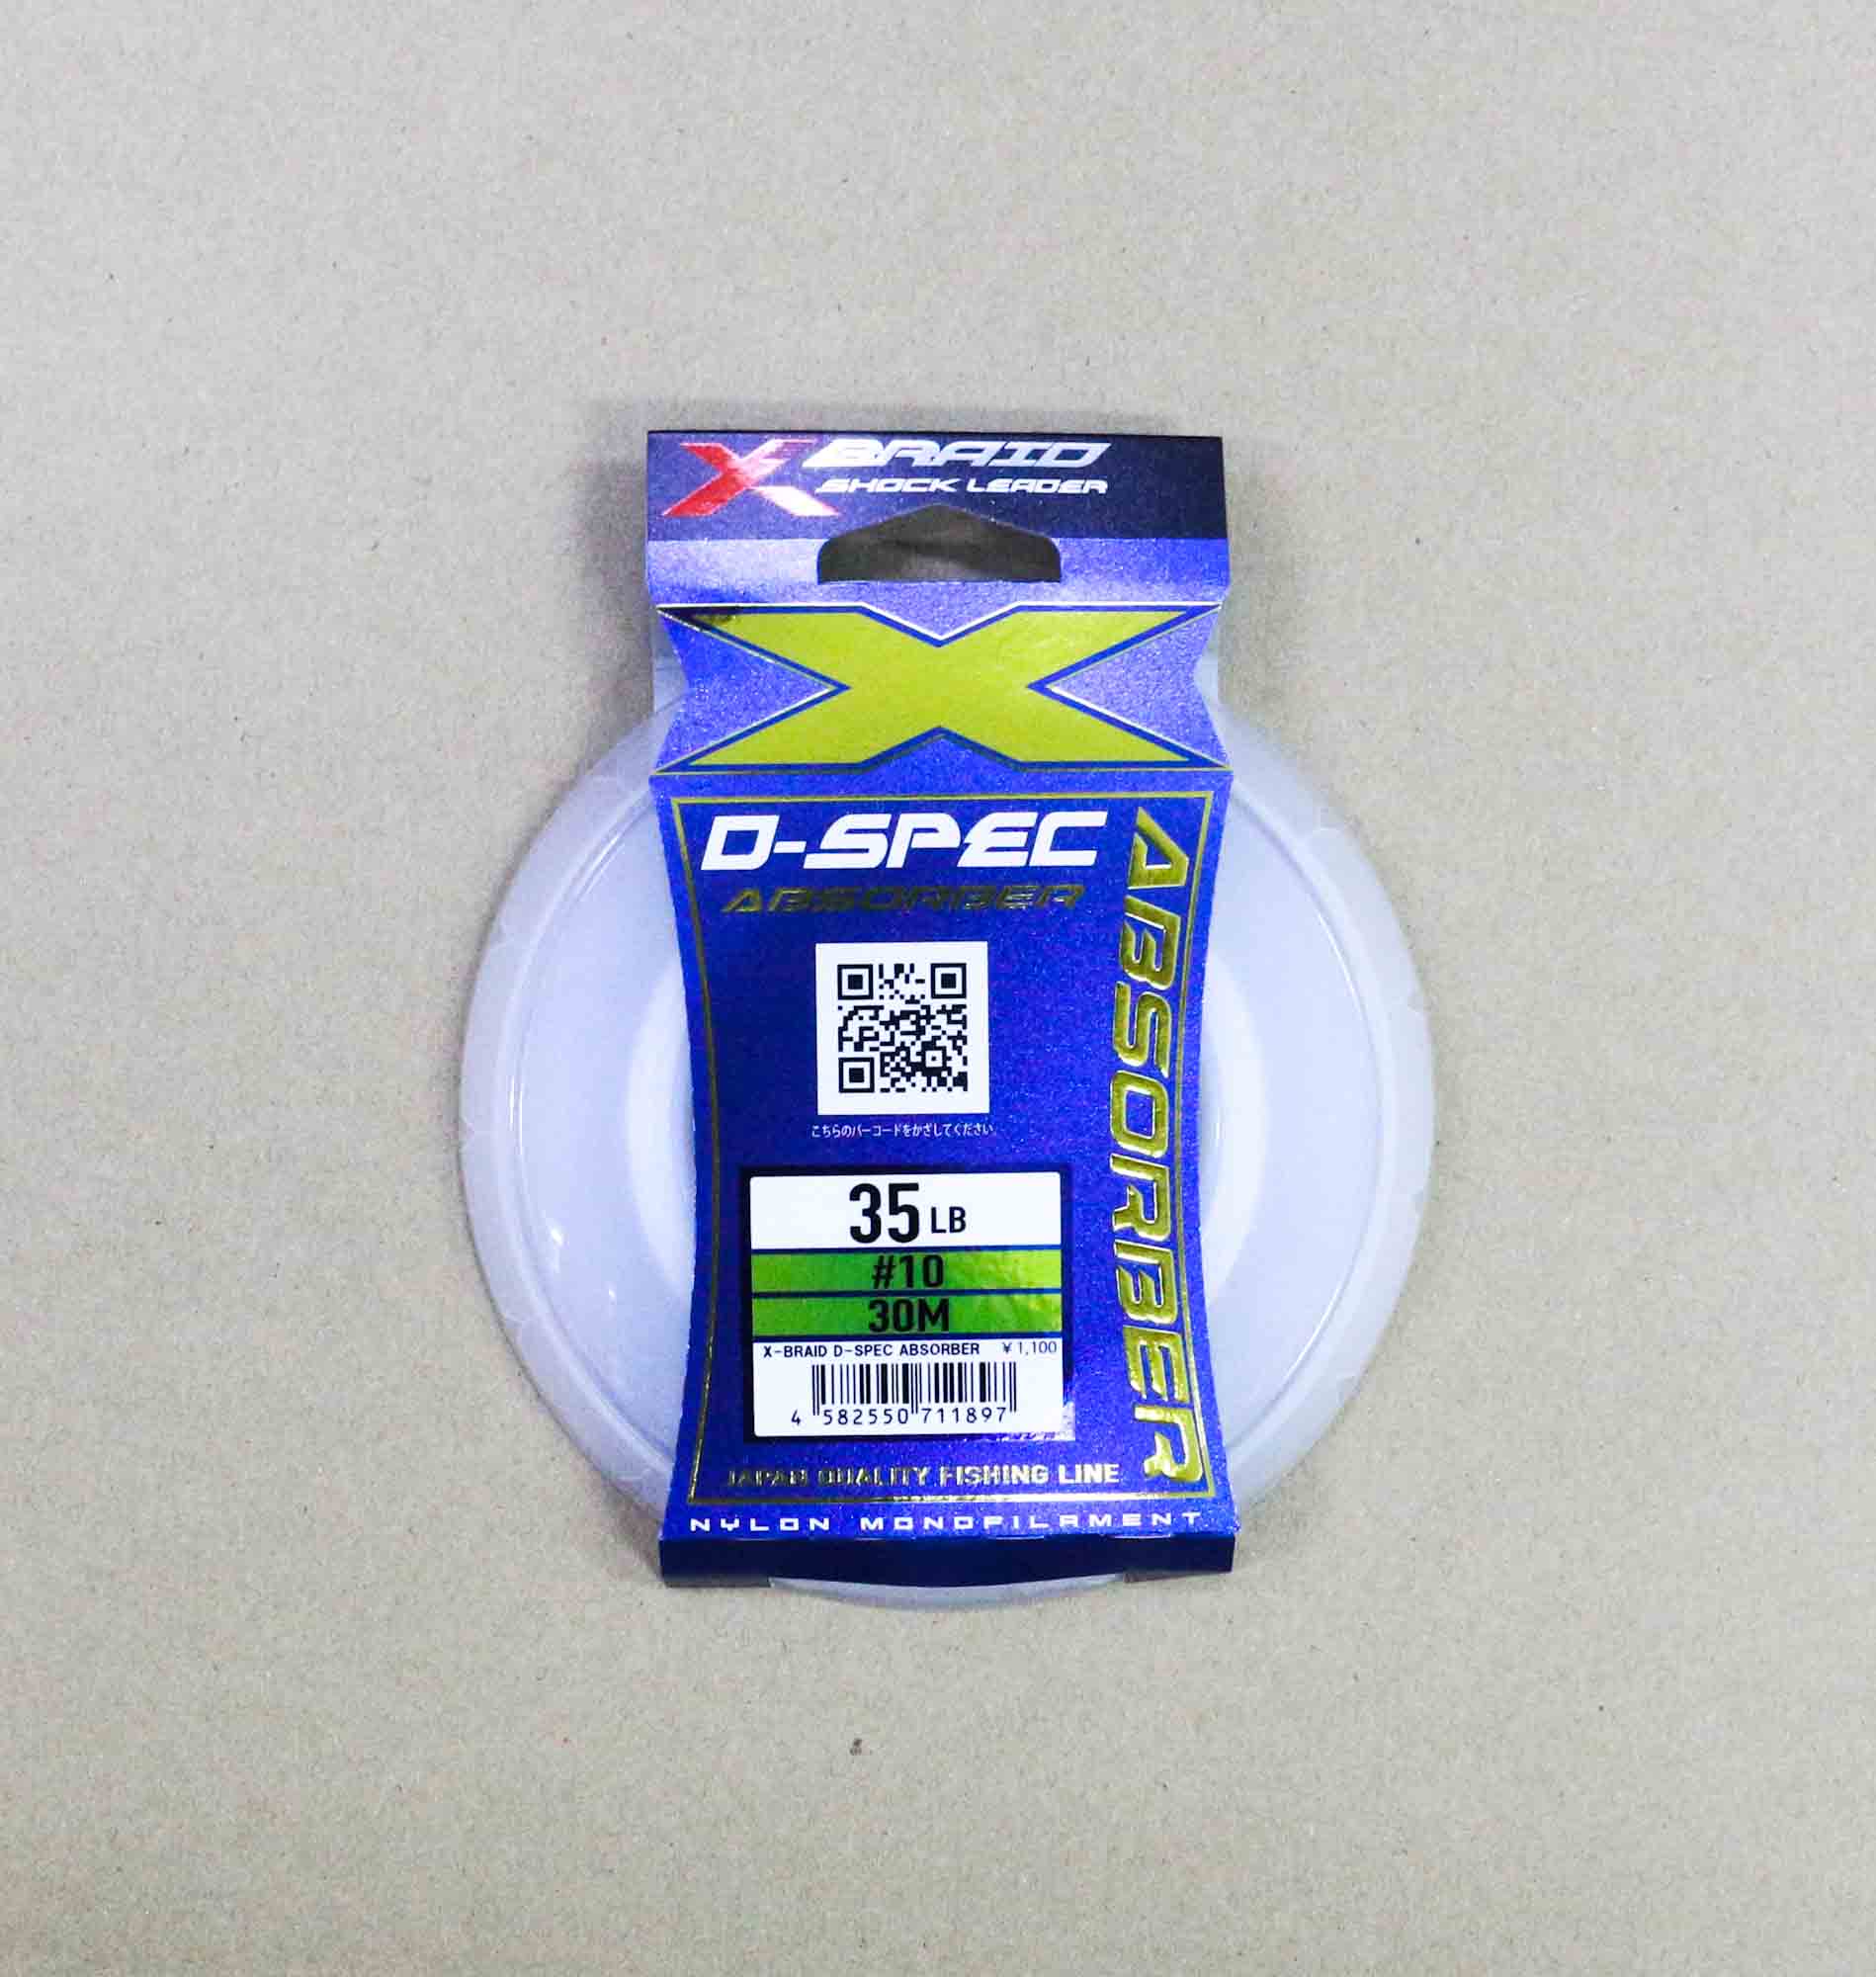 X BRAID
SHOCK LEADER
X
D-SPEC
ABSORBER
ABSORBER
こちらのバーコードをかざしてください
35 LB
#10
30M
X-BRAID D-SPEC ABSORBER ¥1,100
4 582550 711897
JAPAN QUALITY FISHING LINE
NYLON MONOFILAMENT